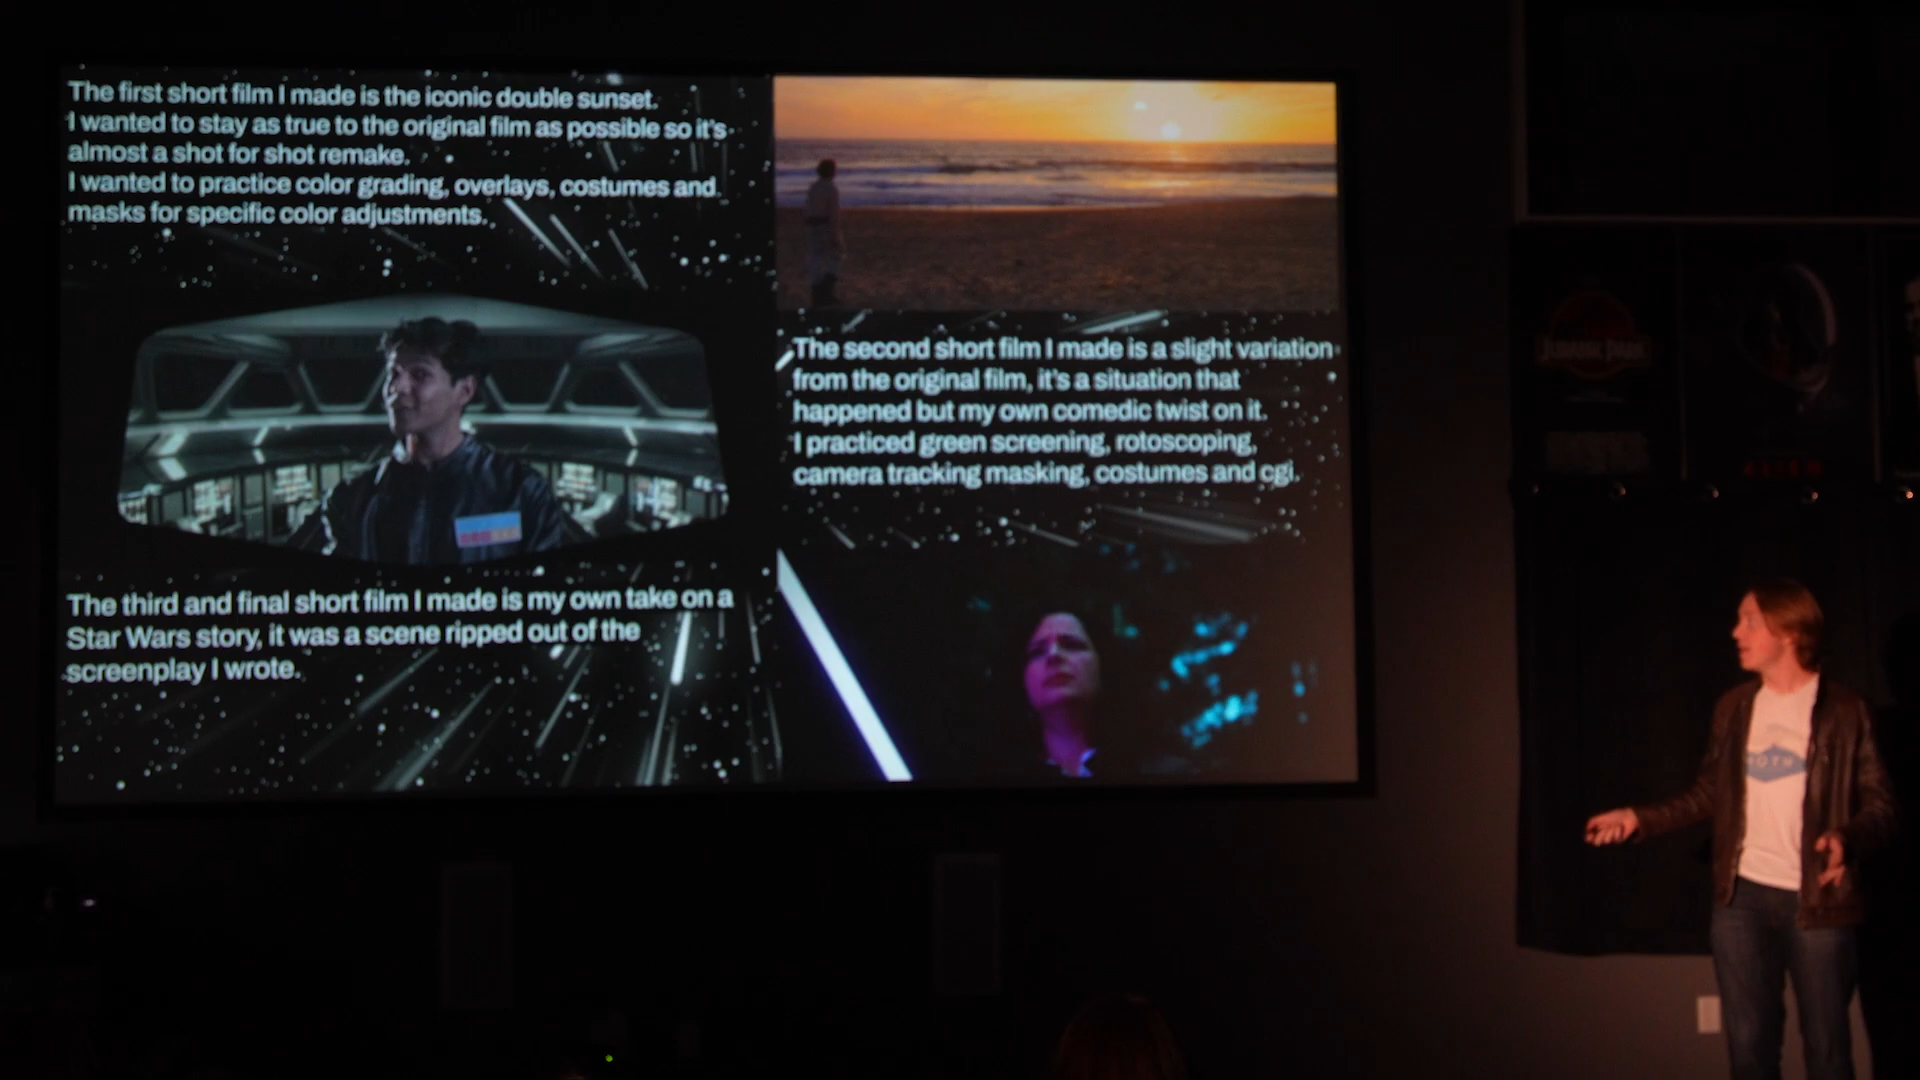 The first short film I made is the iconic double sunset.
I wanted to stay as true to the original film as possible so it's
almost a shot for shot remake.
I wanted to practice color grading, overlays, costumes and
masks for specific color adjustments.
The second short film I made is a slight variation
from the original film, it's a situation that
happened but my own comedic twist on it.
I practiced green screening, rotoscoping,
camera tracking masking, costumes and cgi.
The third and final short film I made is my own take on a
Star Wars story, it was a scene ripped out of the
screenplay I wrote.
JURASSIC PARK
ALIEN